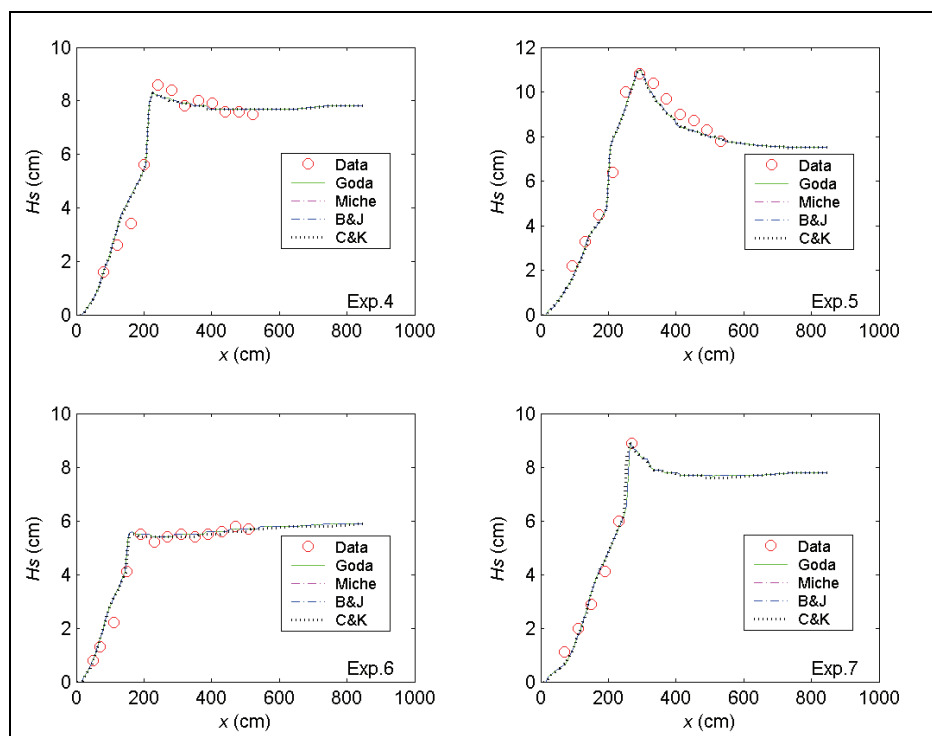 10
8
6
4
2
0
Hs (cm)
Data
Goda
Miche
B&J
C&K
Exp.4
0 200 400 600 800 1000
x (cm)
12
10
8
6
4
2
0
Hs (cm)
Data
Goda
Miche
B&J
C&K
Exp.5
0 200 400 600 800 1000
x (cm)
10
8
6
4
2
0
Hs (cm)
Data
Goda
Miche
B&J
C&K
Exp.6
0 200 400 600 800 1000
x (cm)
10
8
6
4
2
0
Hs (cm)
Data
Goda
Miche
B&J
C&K
Exp.7
0 200 400 600 800 1000
x (cm)